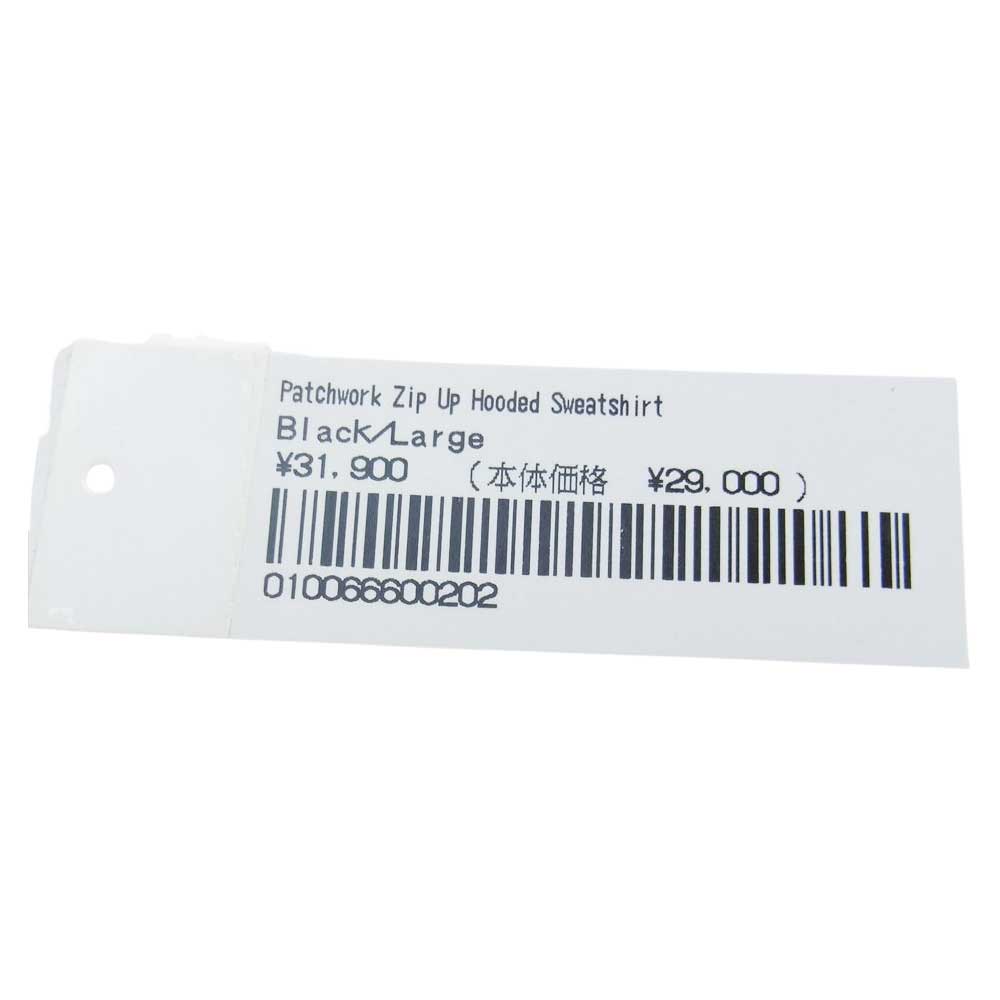 Patchwork Zip Up Hooded Sweatshirt
Black/Large
¥31,900 (本体価格 ¥29,000)
010066600202